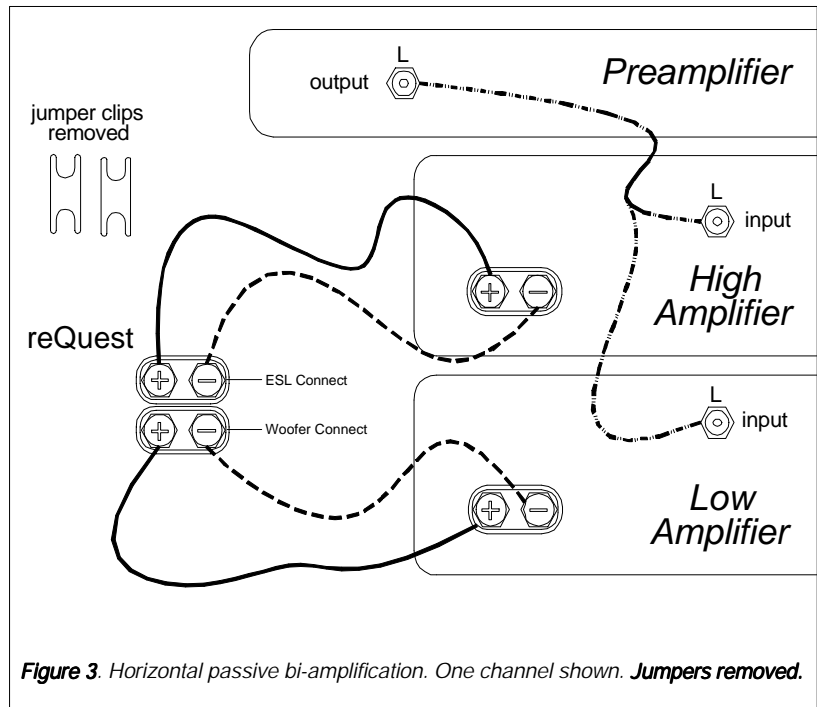 L
output
Preamplifier
jumper clips
removed
L
input
High
Amplifier
+ −
reQuest
+ −
ESL Connect
+ −
Woofer Connect
L
input
Low
Amplifier
+ −
Figure 3. Horizontal passive bi-amplification. One channel shown. Jumpers removed.